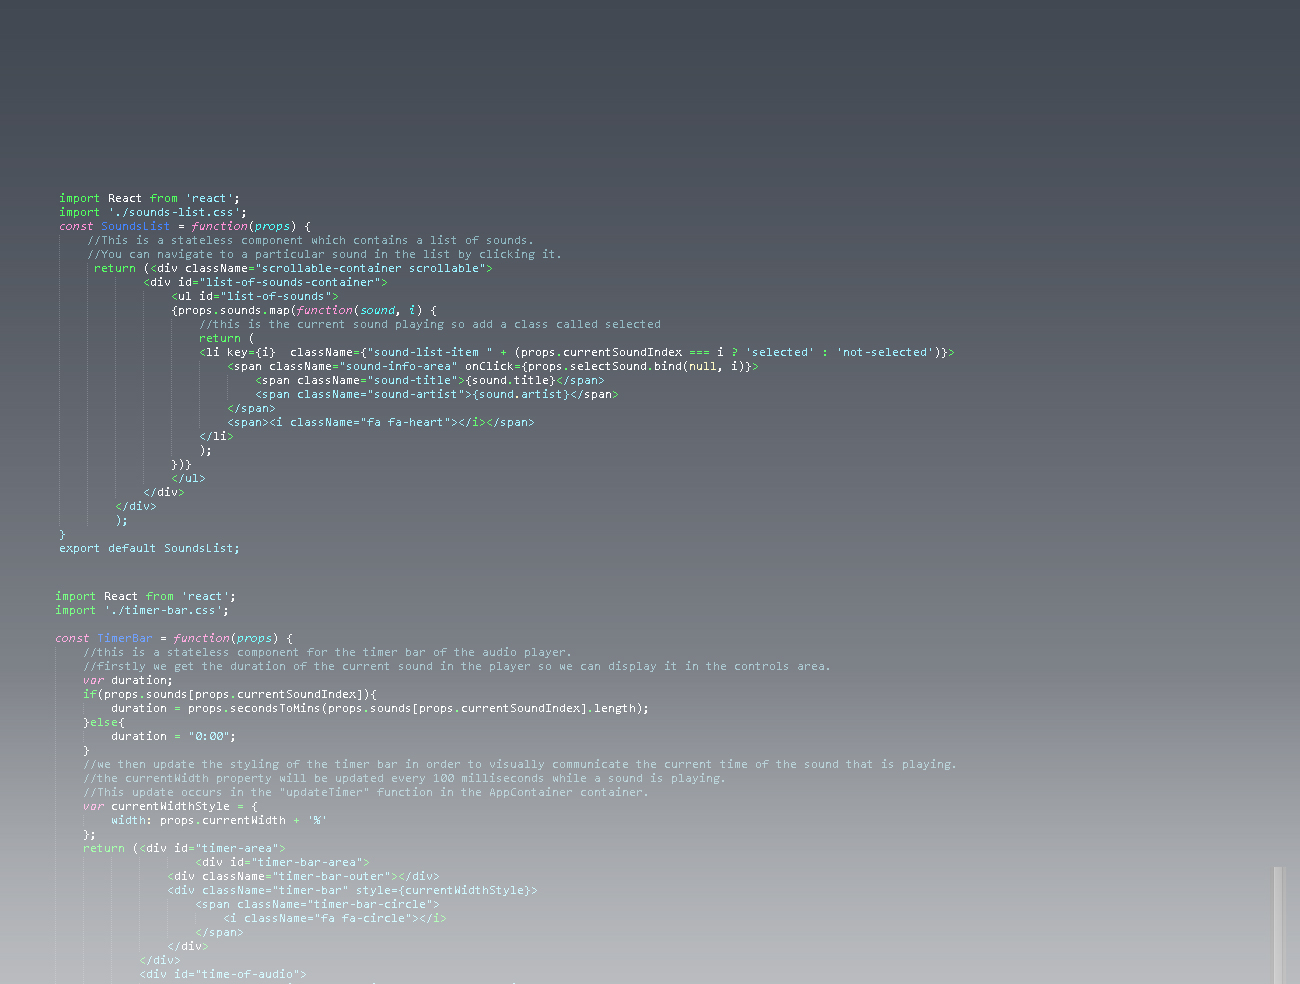 import React from 'react';
import './sounds-list.css';
const SoundsList = function(props) {
//This is a stateless component which contains a list of sounds.
//You can navigate to a particular sound in the list by clicking it.
return (<div className="scrollable-container scrollable">
<div id="list-of-sounds-container">
<ul id="list-of-sounds">
{props.sounds.map(function(sound, i) {
//this is the current sound playing so add a class called selected
return (
<li key={i}  className={"sound-list-item " + (props.currentSoundIndex === i ? 'selected' : 'not-selected')}>
<span className="sound-info-area" onClick={props.selectSound.bind(null, i)}>
<span className="sound-title">{sound.title}</span>
<span className="sound-artist">{sound.artist}</span>
</span>
<span><i className="fa fa-heart"></i></span>
</li>
);
})}
</ul>
</div>
</div>
);
}
export default SoundsList;
import React from 'react';
import './timer-bar.css';
const TimerBar = function(props) {
//this is a stateless component for the timer bar of the audio player.
//firstly we get the duration of the current sound in the player so we can display it in the controls area.
var duration;
if(props.sounds[props.currentSoundIndex]){
duration = props.secondsToMins(props.sounds[props.currentSoundIndex].length);
}else{
duration = "0:00";
}
//we then update the styling of the timer bar in order to visually communicate the current time of the sound that is playing.
//the currentWidth property will be updated every 100 milliseconds while a sound is playing.
//This update occurs in the "updateTimer" function in the AppContainer container.
var currentWidthStyle = {
width: props.currentWidth + '%'
};
return (<div id="timer-area">
<div id="timer-bar-area">
<div className="timer-bar-outer"></div>
<div className="timer-bar" style={currentWidthStyle}>
<span className="timer-bar-circle">
<i className="fa fa-circle"></i>
</span>
</div>
</div>
<div id="time-of-audio">